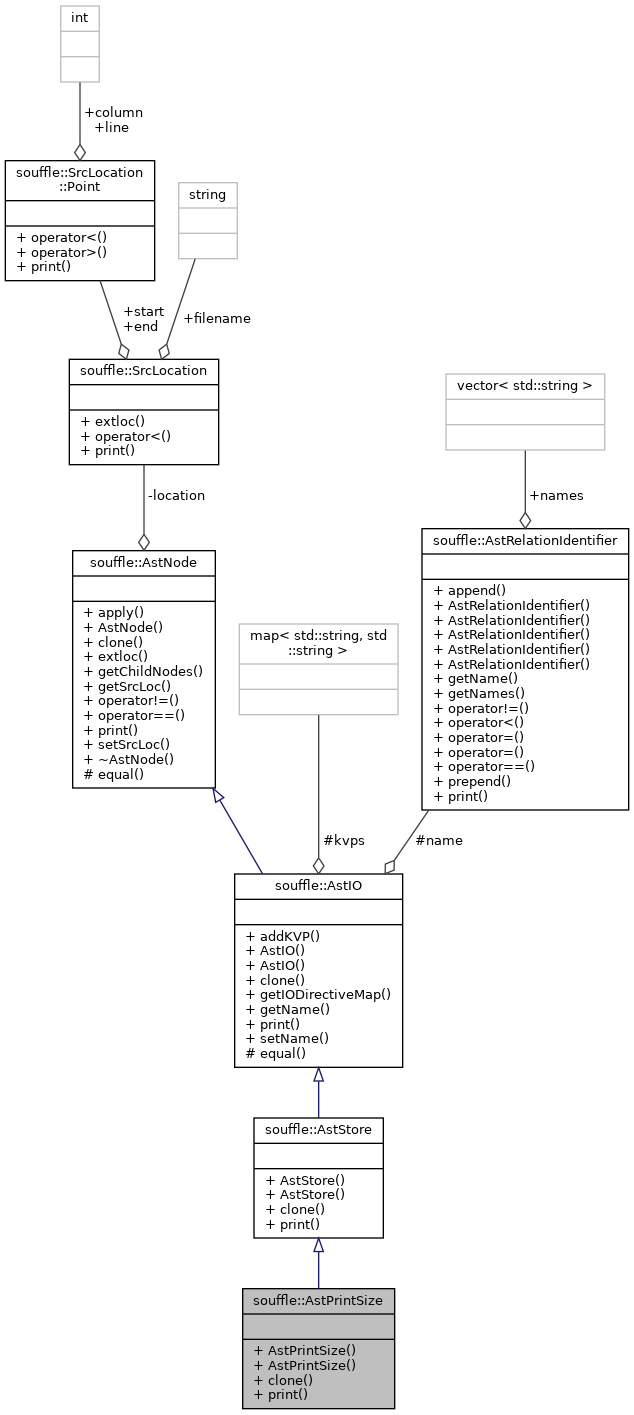 int
+column
+line
souffle::SrcLocation
::Point
+ operator<()
+ operator>()
+ print()
string
+start
+end
+filename
souffle::SrcLocation
+ extloc()
+ operator<()
+ print()
vector< std::string >
-location
+names
souffle::AstNode
+ apply()
+ AstNode()
+ clone()
+ extloc()
+ getChildNodes()
+ getSrcLoc()
+ operator!=()
+ operator==()
+ print()
+ setSrcLoc()
+ ~AstNode()
# equal()
map< std::string, std
::string >
souffle::AstRelationIdentifier
+ append()
+ AstRelationIdentifier()
+ AstRelationIdentifier()
+ AstRelationIdentifier()
+ AstRelationIdentifier()
+ AstRelationIdentifier()
+ getName()
+ getNames()
+ operator!=()
+ operator<()
+ operator=()
+ operator=()
+ operator==()
+ prepend()
+ print()
#kvps
#name
souffle::AstIO
+ addKVP()
+ AstIO()
+ AstIO()
+ clone()
+ getIODirectiveMap()
+ getName()
+ print()
+ setName()
# equal()
souffle::AstStore
+ AstStore()
+ AstStore()
+ clone()
+ print()
souffle::AstPrintSize
+ AstPrintSize()
+ AstPrintSize()
+ clone()
+ print()